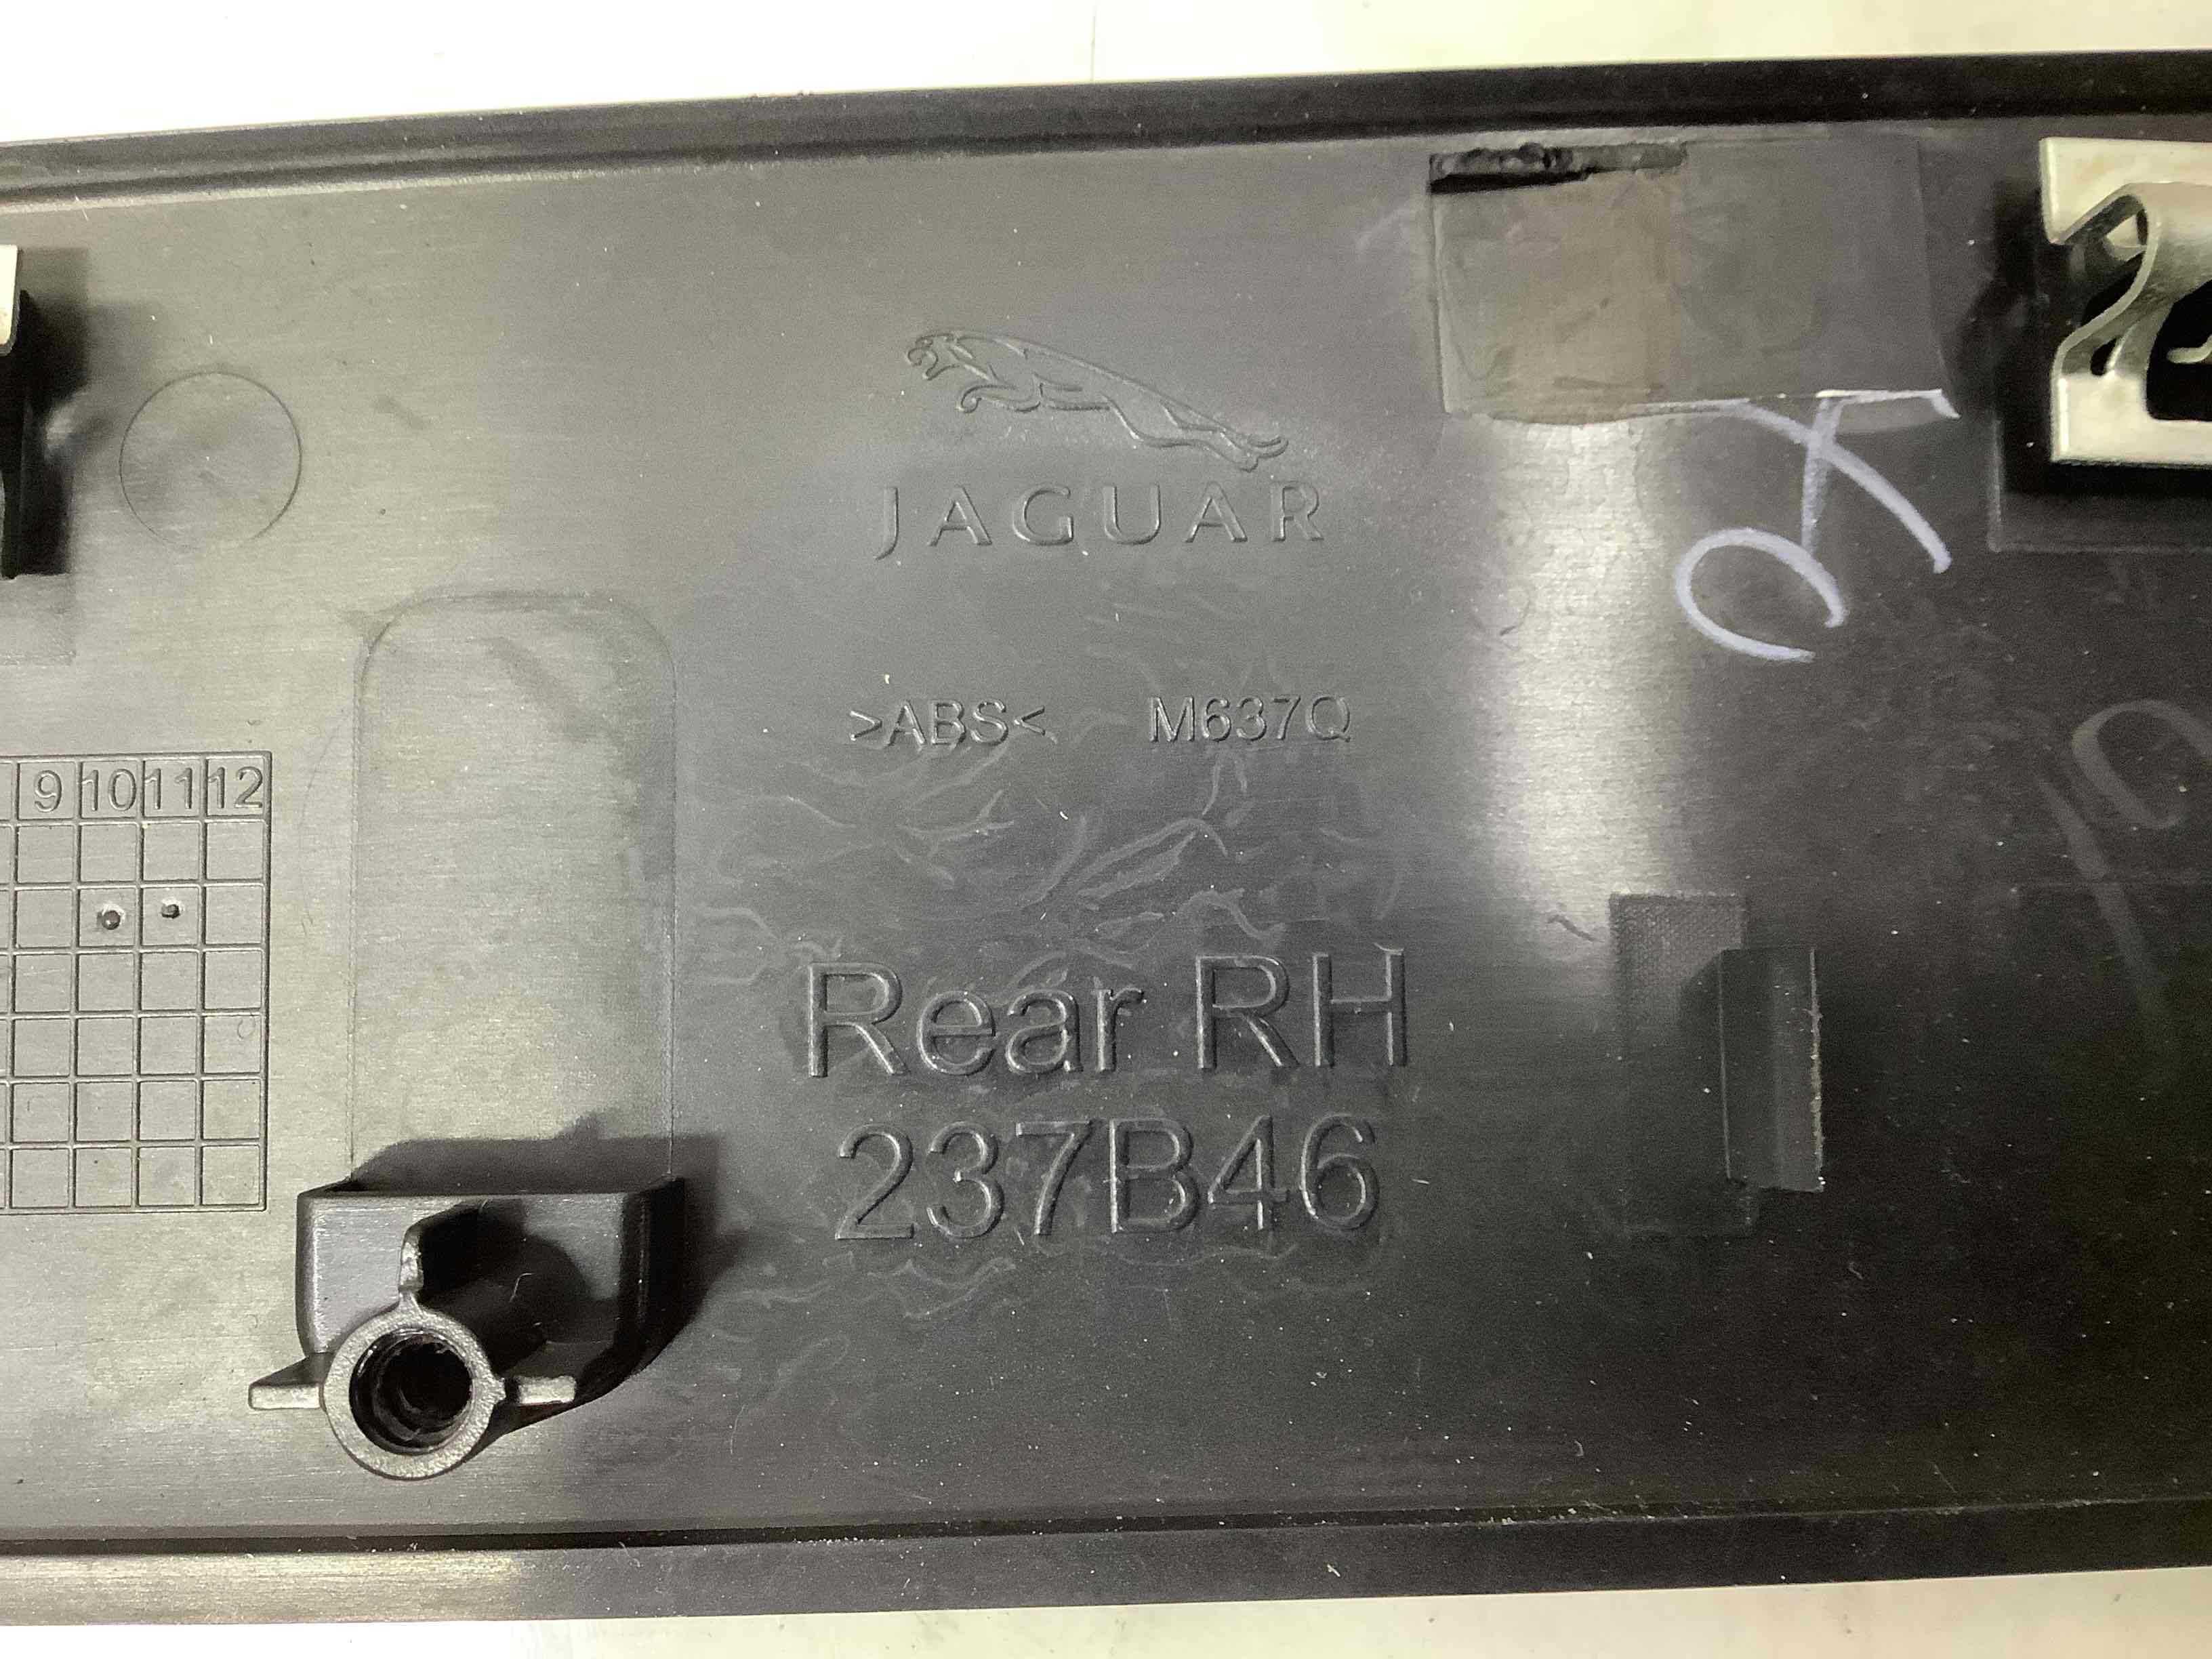 JAGUAR
>ABS< M637Q
9 10 11 12
Rear RH
237B46